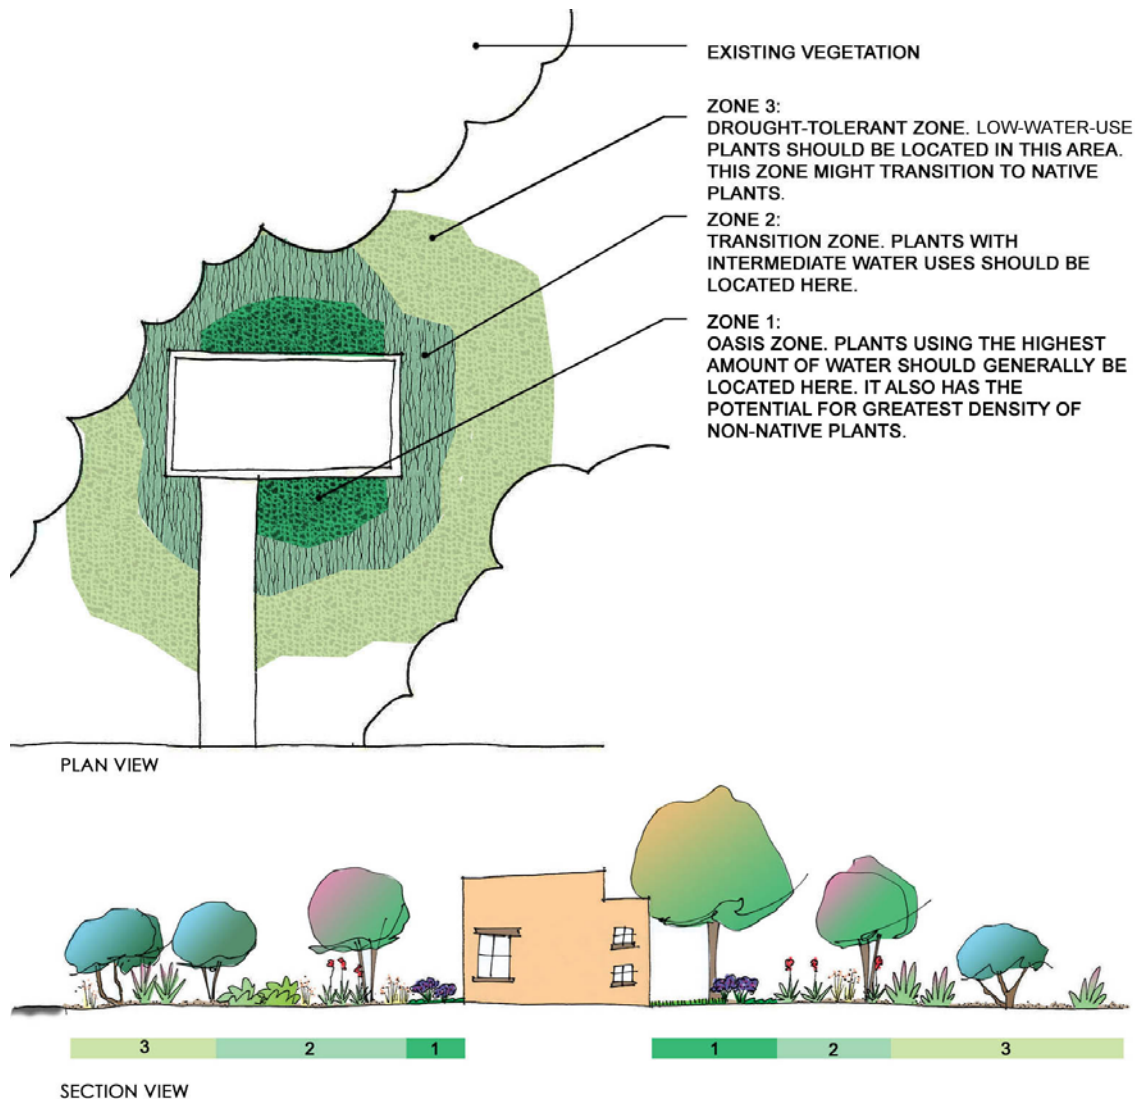 EXISTING VEGETATION
ZONE 3:
DROUGHT-TOLERANT ZONE. LOW-WATER-USE
PLANTS SHOULD BE LOCATED IN THIS AREA.
THIS ZONE MIGHT TRANSITION TO NATIVE
PLANTS.
ZONE 2:
TRANSITION ZONE. PLANTS WITH
INTERMEDIATE WATER USES SHOULD BE
LOCATED HERE.
ZONE 1:
OASIS ZONE. PLANTS USING THE HIGHEST
AMOUNT OF WATER SHOULD GENERALLY BE
LOCATED HERE. IT ALSO HAS THE
POTENTIAL FOR GREATEST DENSITY OF
NON-NATIVE PLANTS.
PLAN VIEW
3 2 1 1 2 3
SECTION VIEW